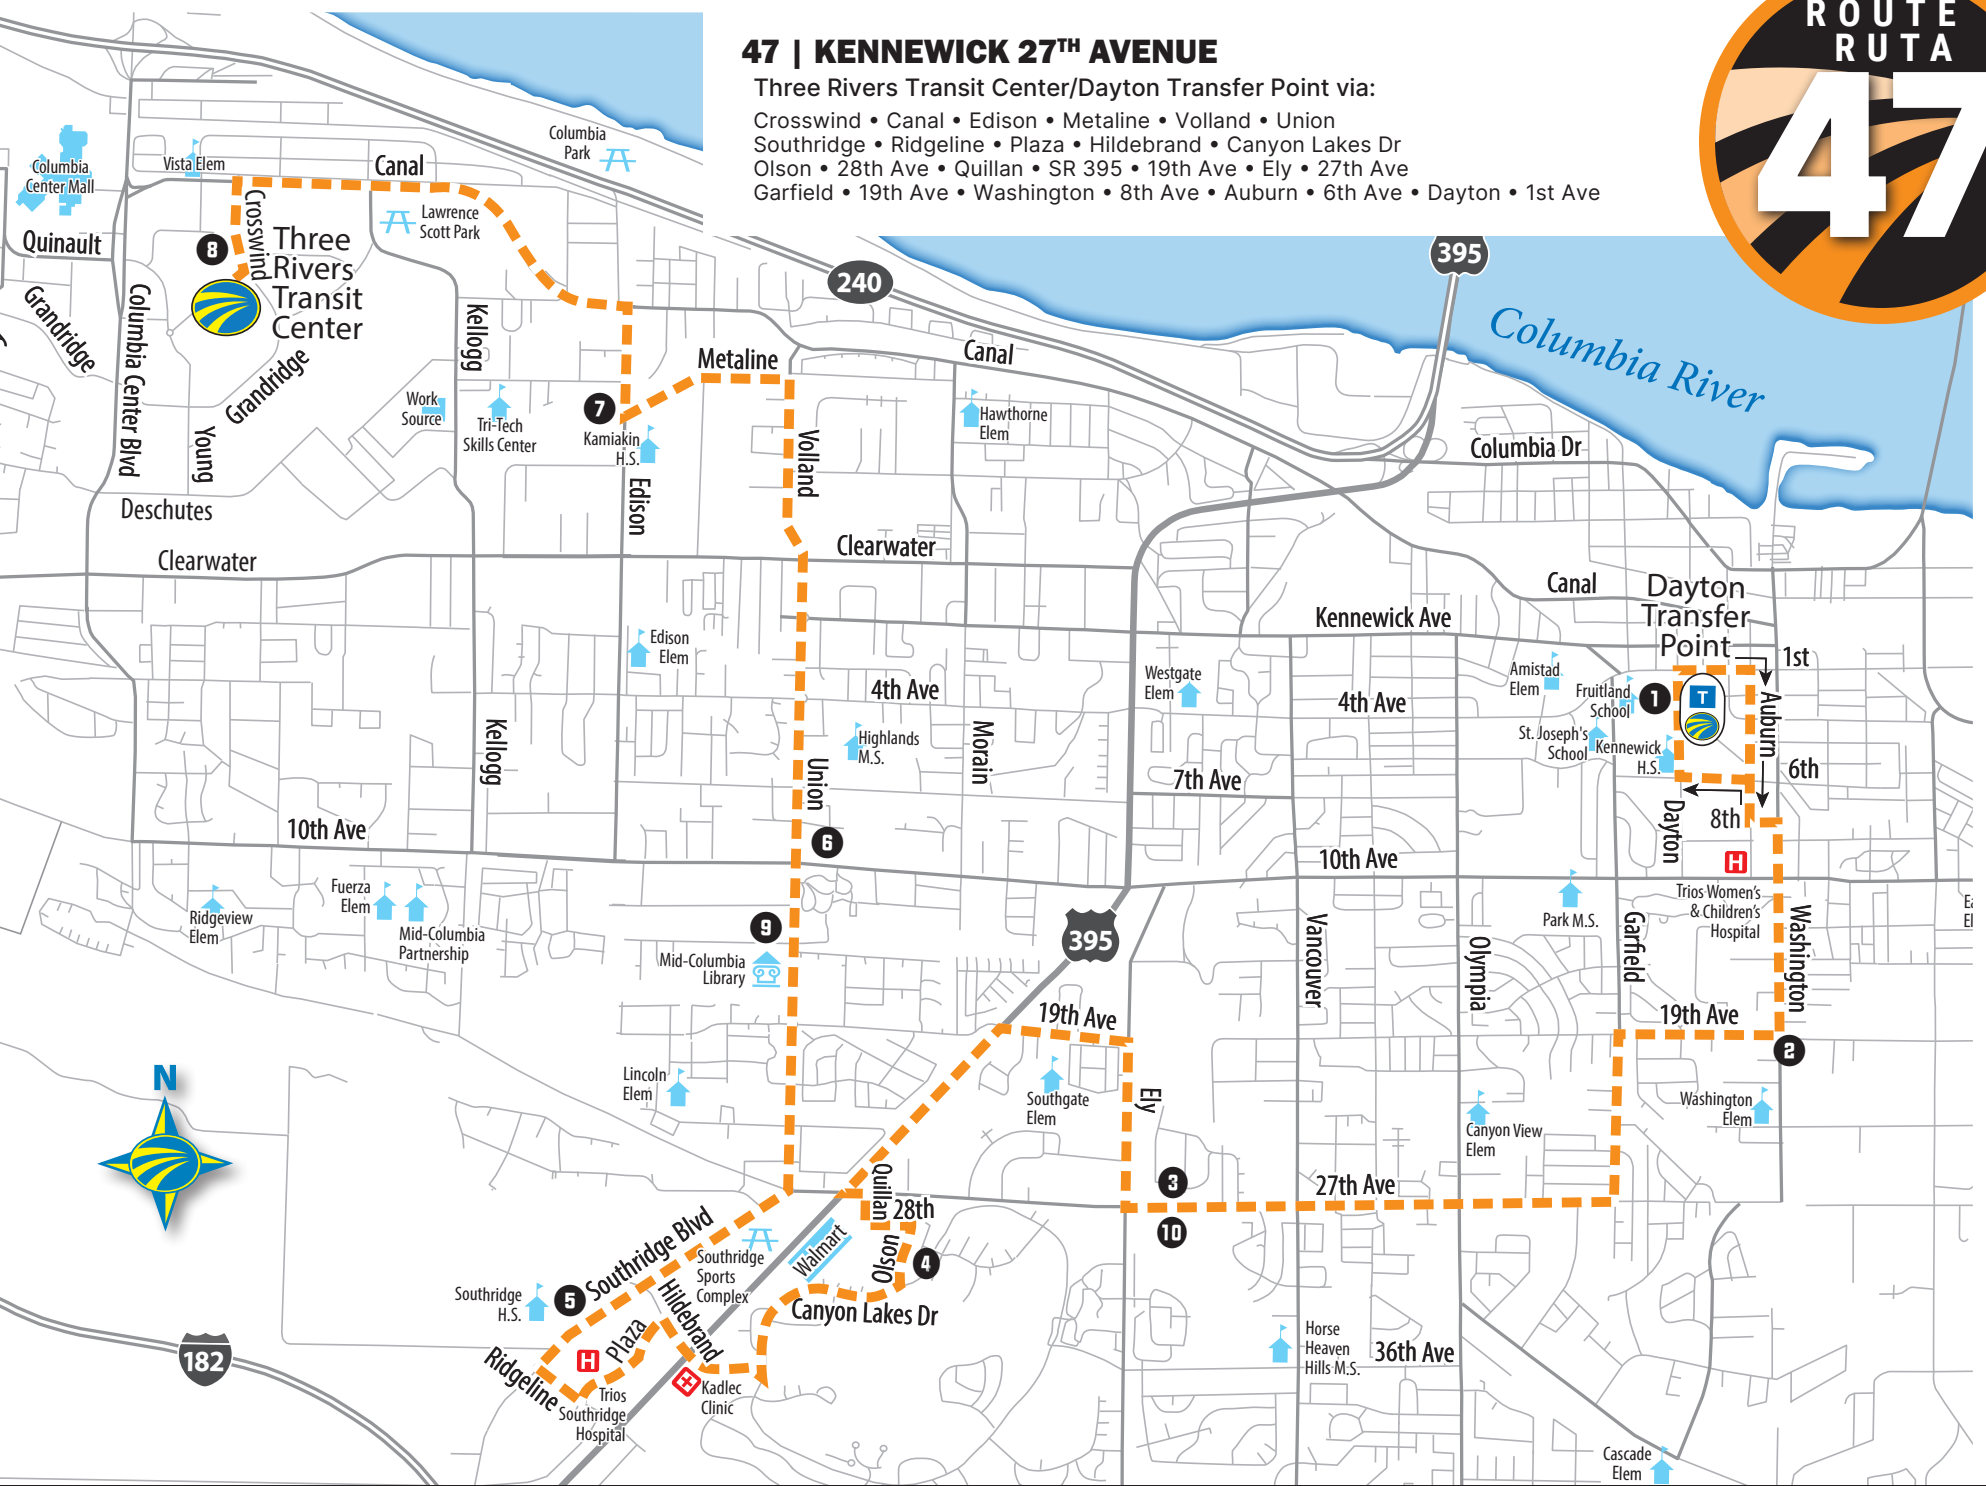 ROUTE
RUTA
47
47 | KENNEWICK 27TH AVENUE
Three Rivers Transit Center/Dayton Transfer Point via:
Crosswind • Canal • Edison • Metaline • Volland • Union
Southridge • Ridgeline • Plaza • Hildebrand • Canyon Lakes Dr
Olson • 28th Ave • Quillan • SR 395 • 19th Ave • Ely • 27th Ave
Garfield • 19th Ave • Washington • 8th Ave • Auburn • 6th Ave • Dayton • 1st Ave
Columbia
Park
Columbia
Center Mall
Vista Elem
Canal
Crosswind
Lawrence
Scott Park
Quinault
8
Three
Rivers
Transit
Center
240
395
Columbia River
Grandridge
Columbia Center Blvd
Kellogg
Grandridge
Metaline
Canal
Work
Source
Tri-Tech
Skills Center
7
Kamiakin
H.S.
Hawthorne
Elem
Volland
Young
Columbia Dr
Edison
Deschutes
Clearwater
Clearwater
Canal
Dayton
Transfer
Point
Kennewick Ave
1st
Edison
Elem
Westgate
Elem
Amistad
Elem
Fruitland
School
1
T
Auburn
4th Ave
4th Ave
St. Joseph's
School
Kennewick
H.S.
Kellogg
Highlands
M.S.
Morain
Union
7th Ave
6th
Dayton
8th
10th Ave
6
10th Ave
H
Trios Women's
& Children's
Hospital
Ridgeview
Elem
Fuerza
Elem
Mid-Columbia
Partnership
9
Mid-Columbia
Library
395
Vancouver
Olympia
Park M.S.
Garfield
Washington
19th Ave
19th Ave
2
N
Lincoln
Elem
Southgate
Elem
Ely
Canyon View
Elem
Washington
Elem
3
27th Ave
10
Quillan
28th
Southridge Blvd
Southridge
Sports
Complex
Walmart
Olson
4
Southridge
H.S.
5
Hildebrand
Canyon Lakes Dr
Plaza
H
Ridgeline
Trios
Southridge
Hospital
Kadlec
Clinic
182
Horse
Heaven
Hills M.S.
36th Ave
Cascade
Elem